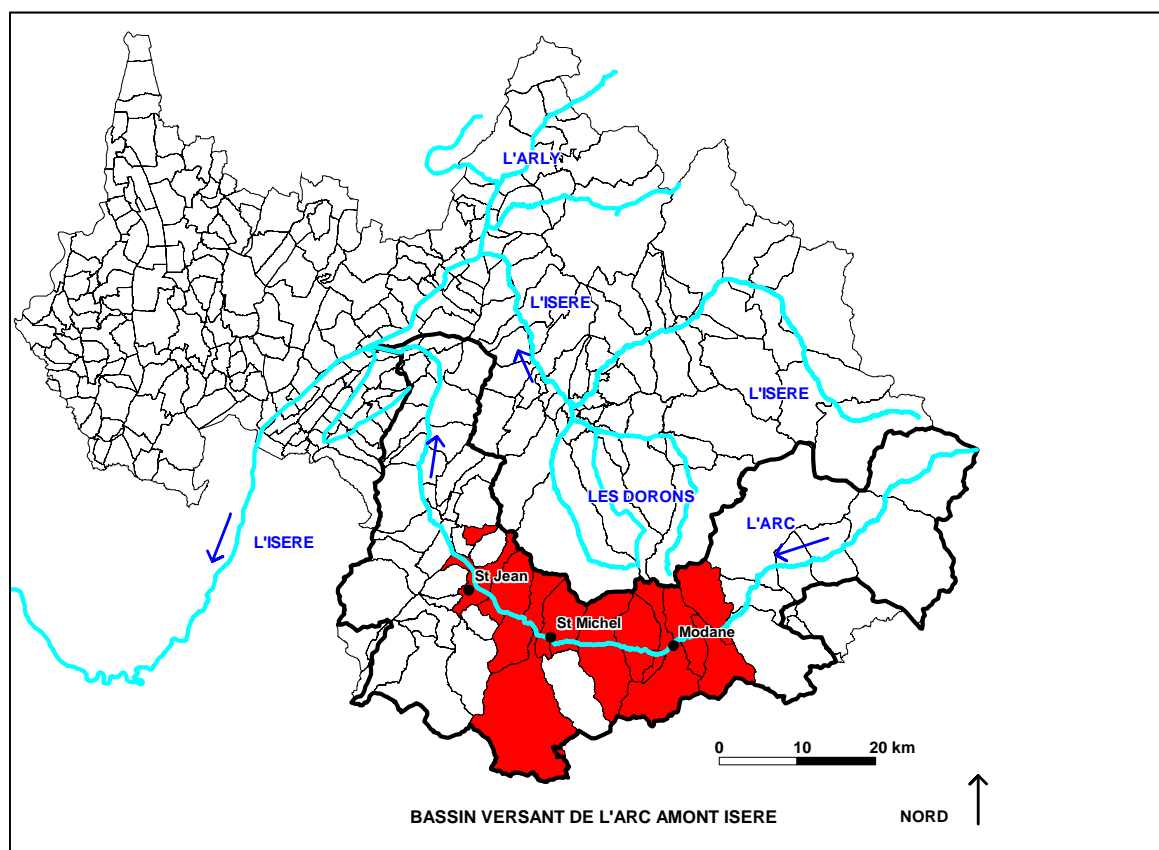 L'ARLY
L'ISERE
L'ISERE
LES DORONS
L'ARC
L'ISERE
St Jean
St Michel
Modane
0 10 20 km
BASSIN VERSANT DE L'ARC AMONT ISERE
NORD